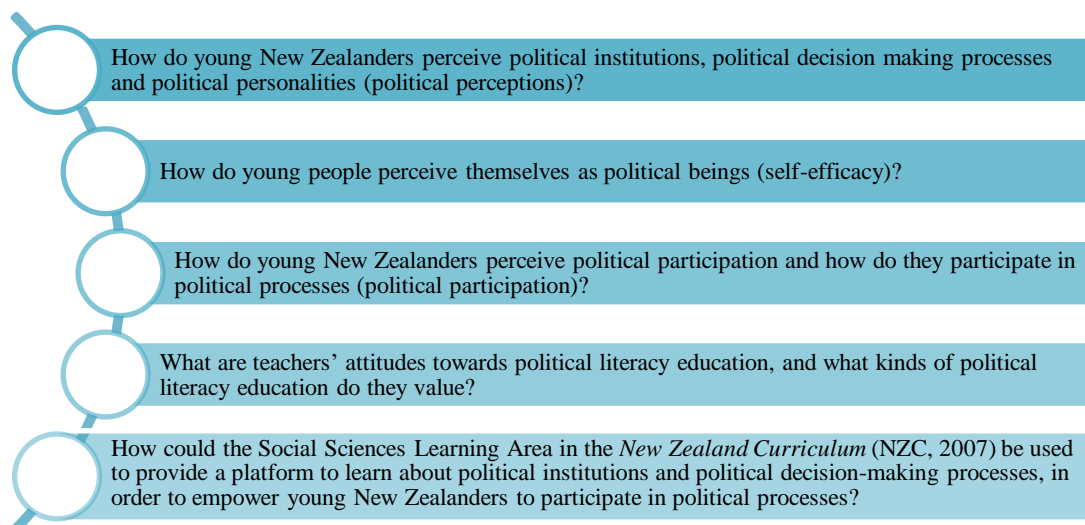 How do young New Zealanders perceive political institutions, political decision making processes
and political personalities (political perceptions)?
How do young people perceive themselves as political beings (self-efficacy)?
How do young New Zealanders perceive political participation and how do they participate in
political processes (political participation)?
What are teachers’ attitudes towards political literacy education, and what kinds of political
literacy education do they value?
How could the Social Sciences Learning Area in the New Zealand Curriculum (NZC, 2007) be used
to provide a platform to learn about political institutions and political decision-making processes, in
order to empower young New Zealanders to participate in political processes?